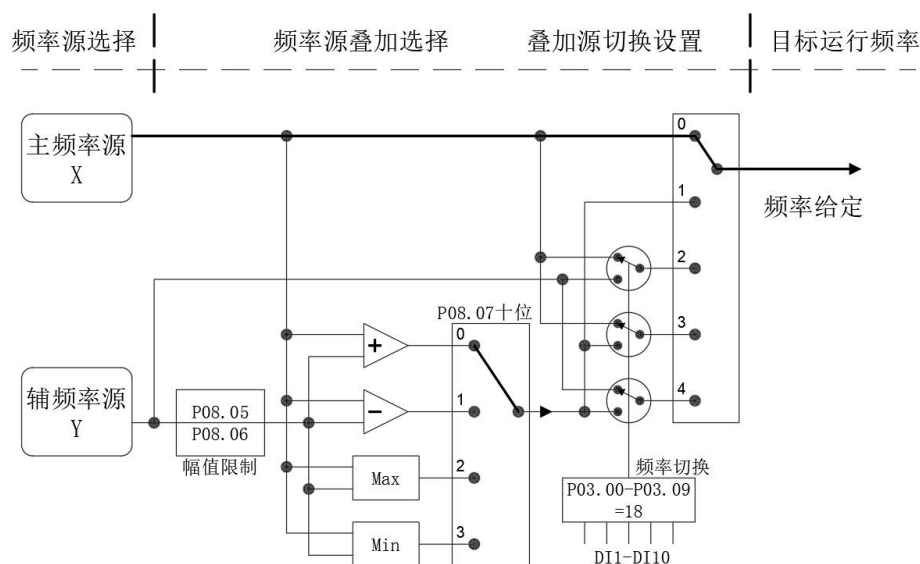 频率源选择
频率源叠加选择
叠加源切换设置
目标运行频率
主频率源
X
0
1
频率给定
2
P08.07十位
0
3
+
辅频率源
Y
P08.05
P08.06
幅值限制
−
1
4
Max
2
频率切换
P03.00-P03.09
=18
Min
3
DI1-DI10